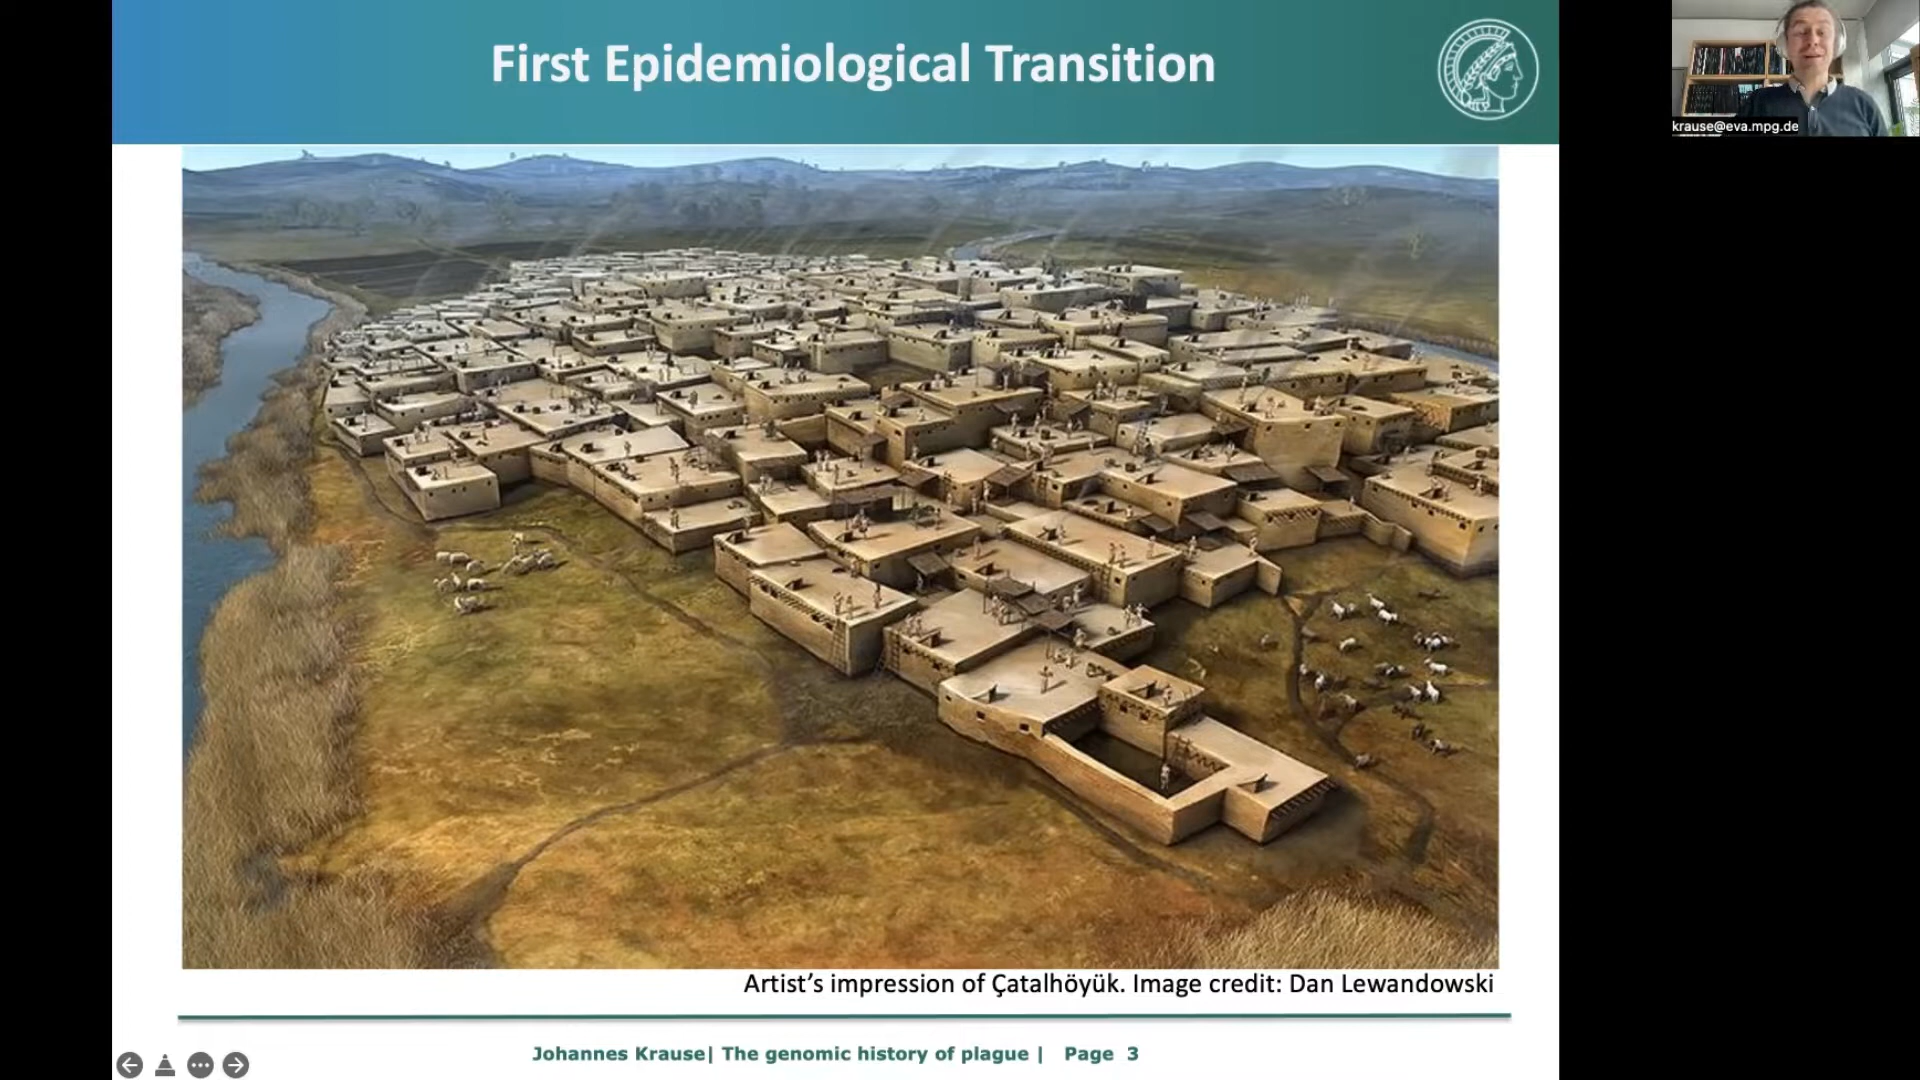 First Epidemiological Transition
krause@eva.mpg.de
Artist’s impression of Çatalhöyük. Image credit: Dan Lewandowski
Johannes Krause| The genomic history of plague | Page 3